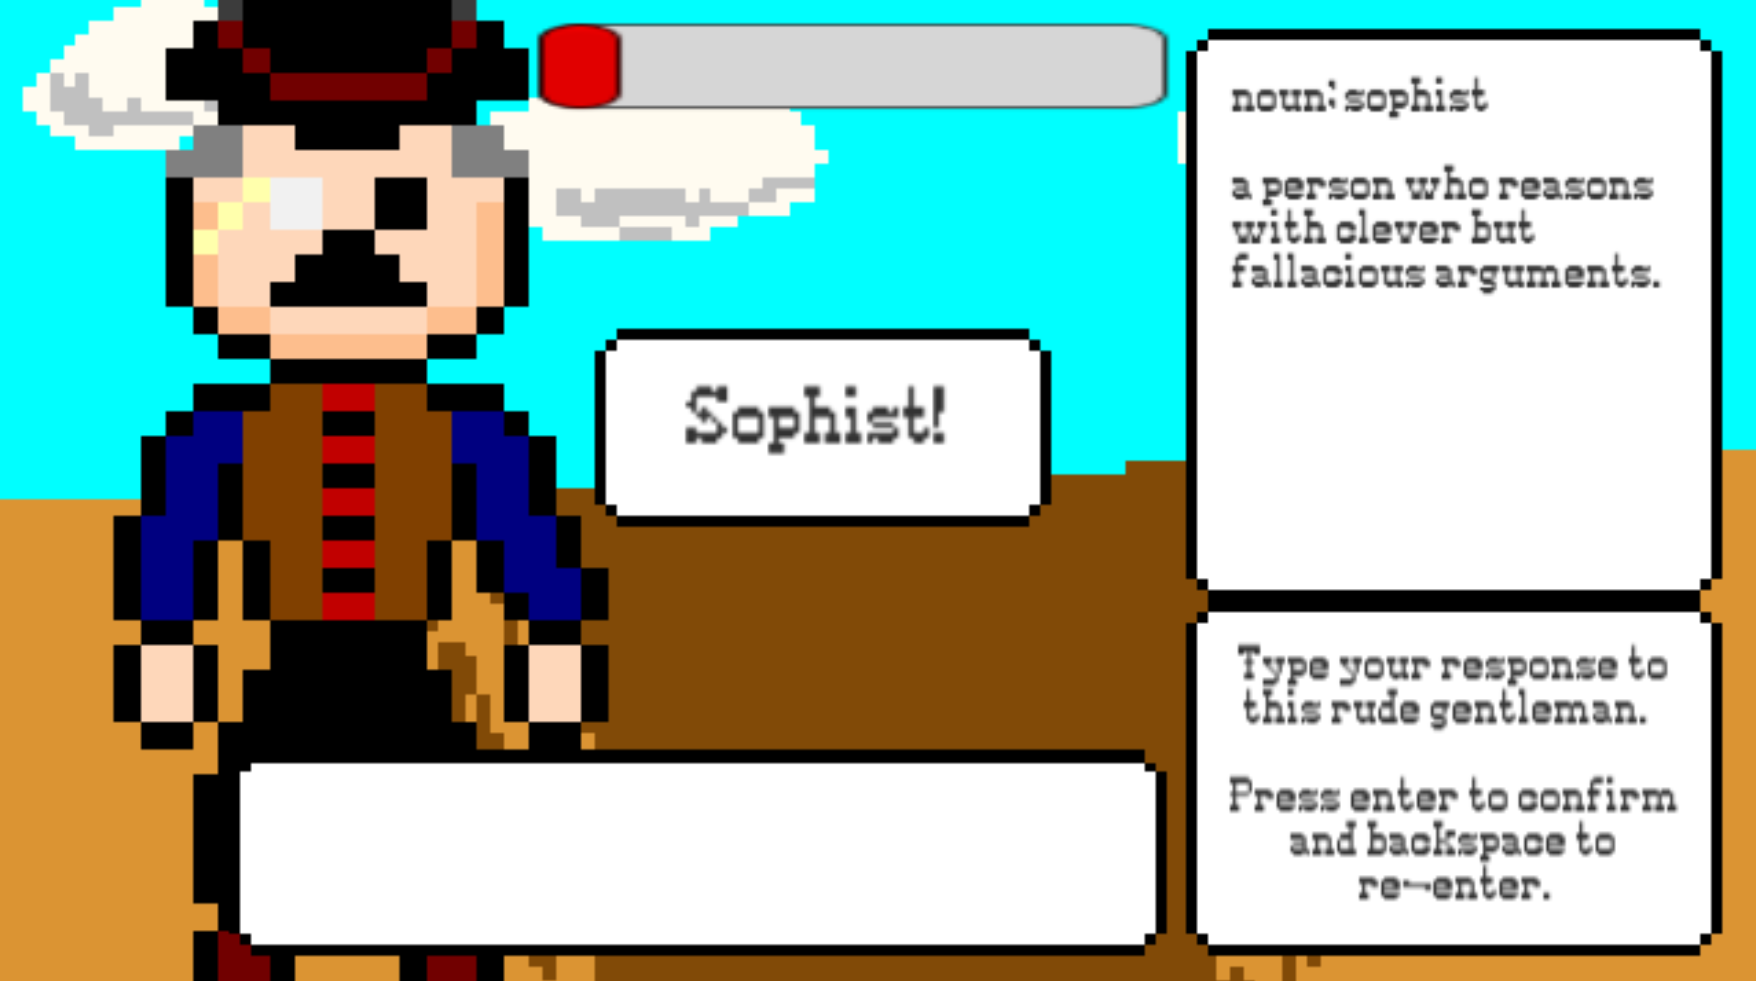 noun: sophist
a person who reasons
with clever but
fallacious arguments.
Sophist!
Type your response to
this rude gentleman.
Press enter to confirm
and backspace to
re-enter.